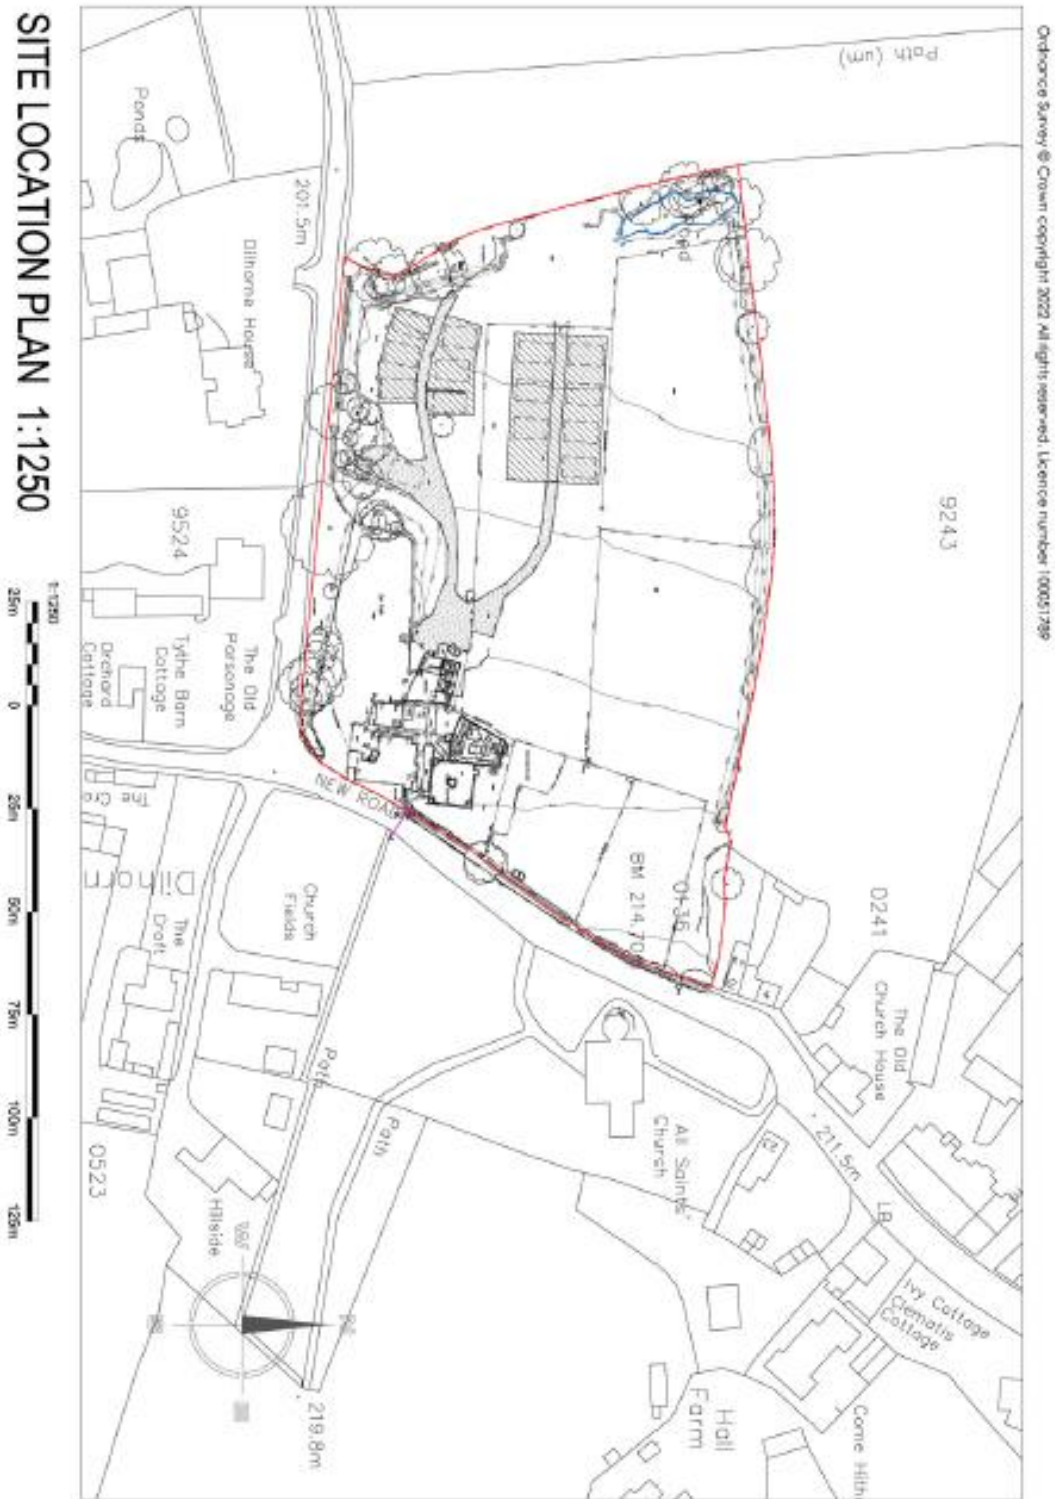 Ordnance Survey © Crown copyright 2022 All rights reserved. Licence number 100051789
Path (um)
9243
Ponds
201.5m
Dilhorne House
9524
The Old
Parsonage
Tythe Barn
Cottage
Orchard
Cottage
NEW ROAD
BM 214.70
D241
The Old
Church House
Church
Fields
The
Croft
Path
Path
All Saints'
Church
211.5m
LB
Ivy Cottage
Clematis
Cottage
Hall
Farm
Hillside
0523
219.8m
SITE LOCATION PLAN 1:1250
1:1250
25m 0 25m 50m 75m 100m 125m